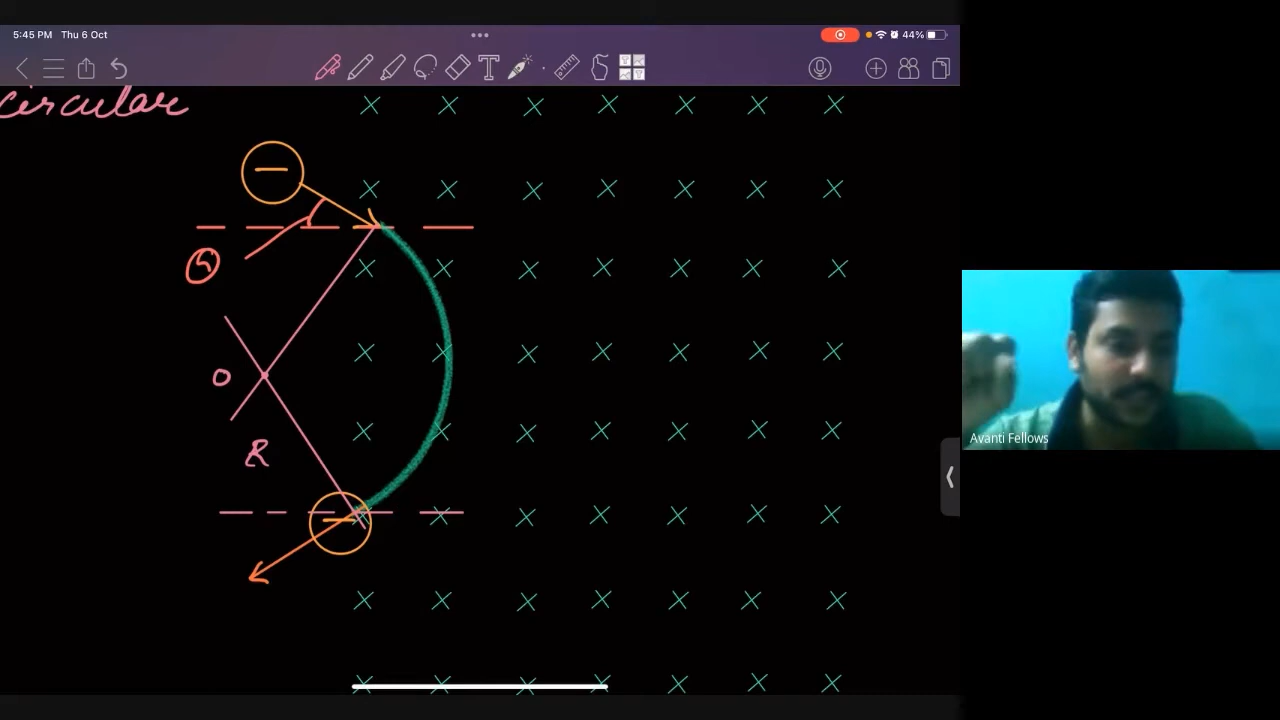 5:45 PM Thu 6 Oct
44%
circular
θ
O
R
Avanti Fellows